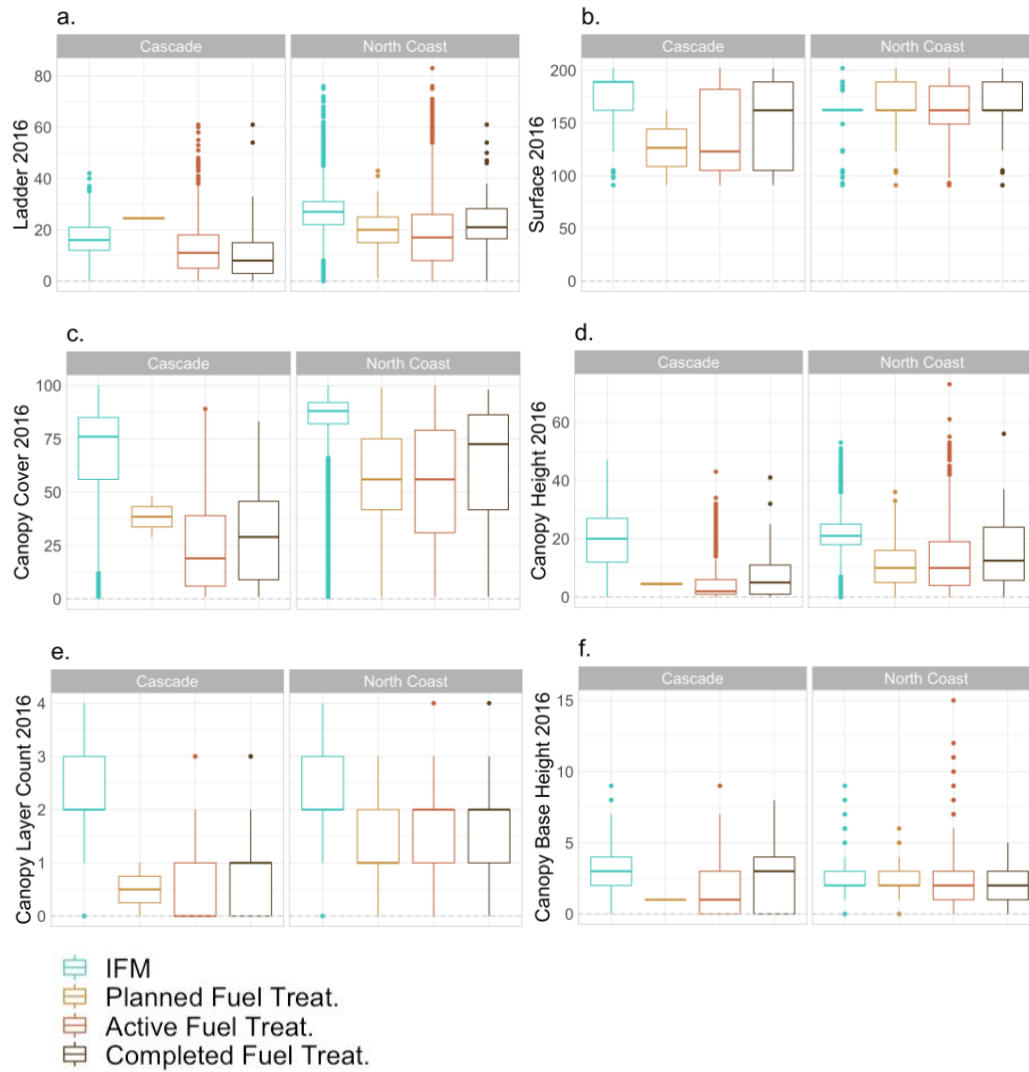 a.
Cascade North Coast
Ladder 2016
80
60
40
20
0
b.
Cascade North Coast
Surface 2016
200
150
100
50
0
c.
Cascade North Coast
Canopy Cover 2016
100
75
50
25
0
d.
Cascade North Coast
Canopy Height 2016
60
40
20
0
e.
Cascade North Coast
Canopy Layer Count 2016
4
3
2
1
0
f.
Cascade North Coast
Canopy Base Height 2016
15
10
5
0
IFM
Planned Fuel Treat.
Active Fuel Treat.
Completed Fuel Treat.